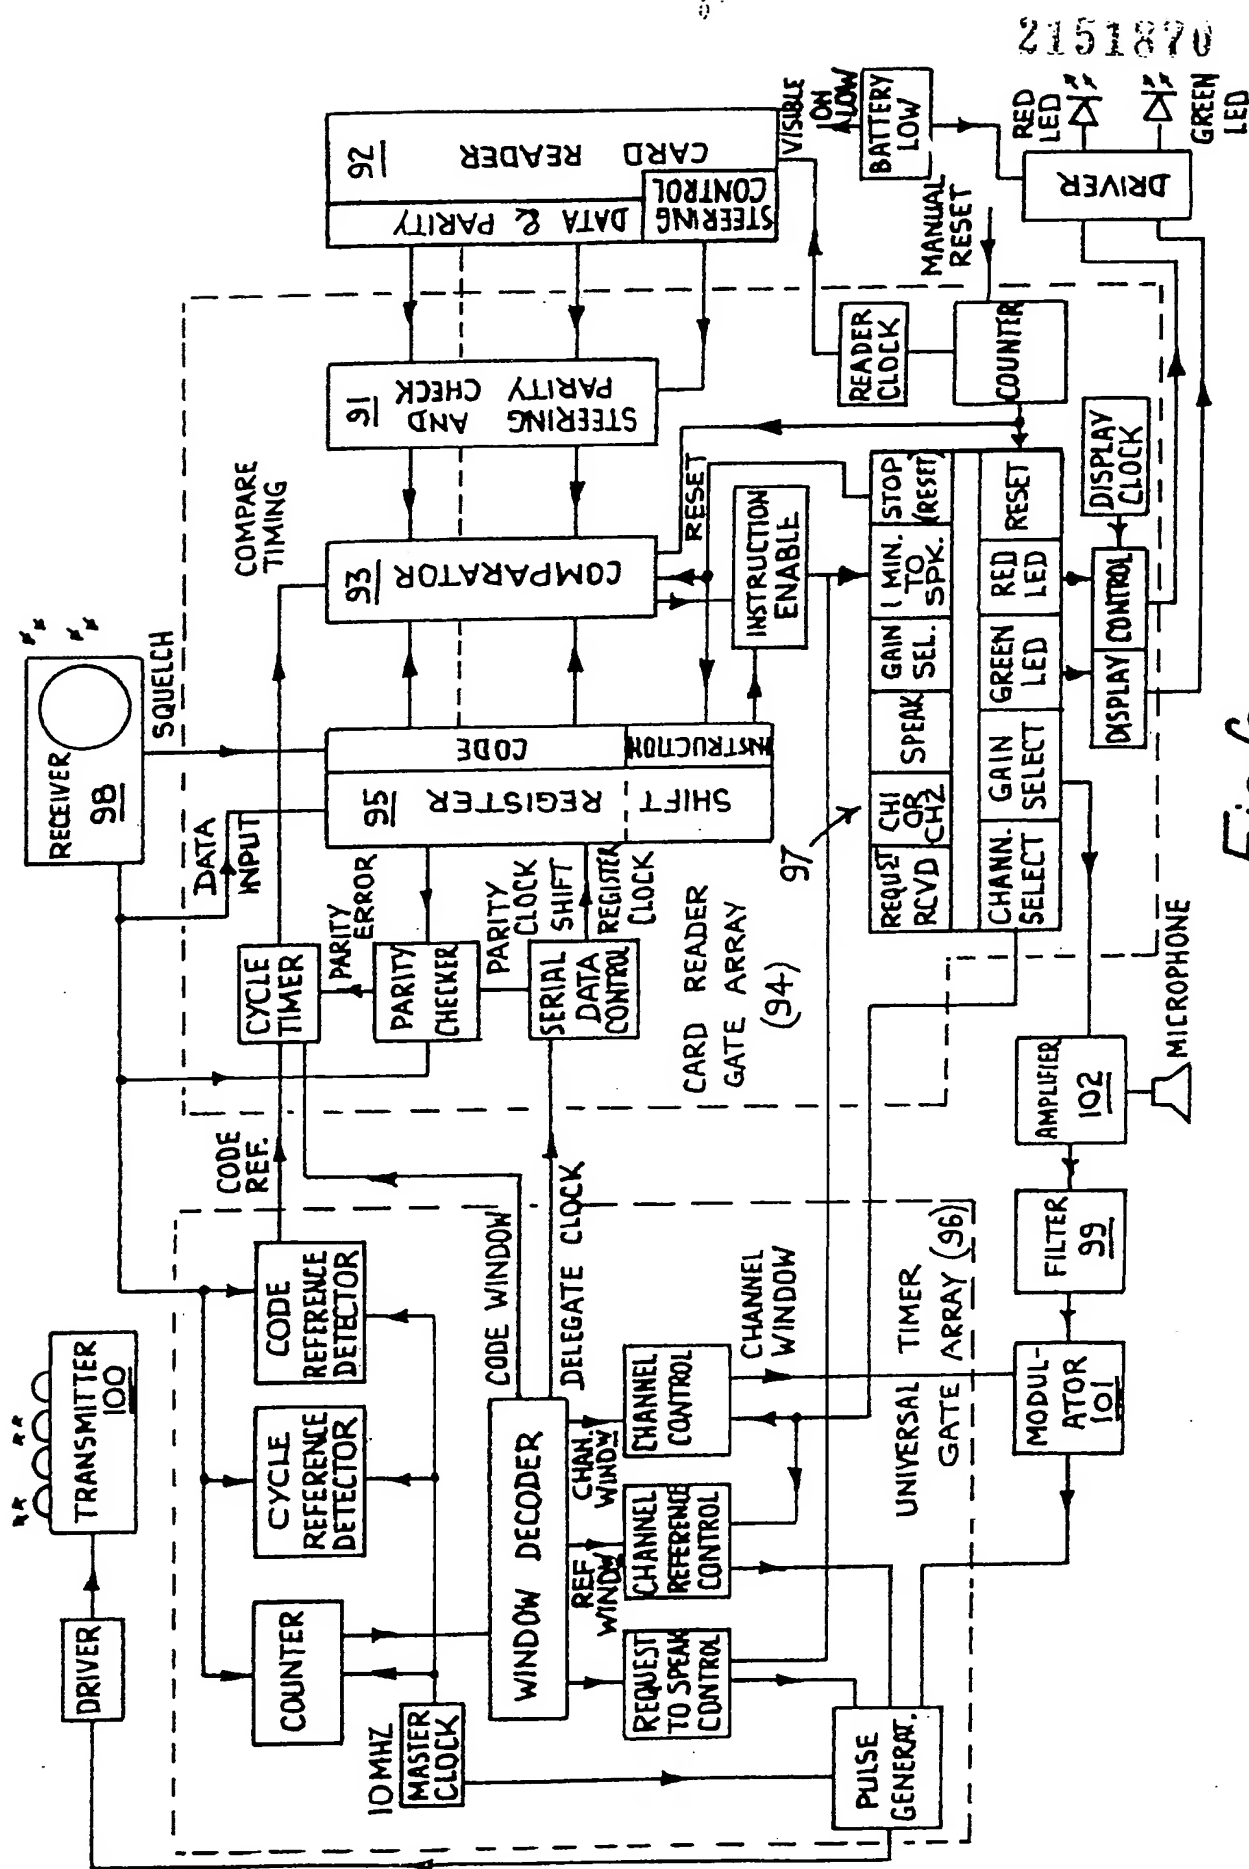 2151870
RECEIVER
98
SQUELCH
DATA
INPUT
TRANSMITTER
100
DRIVER
COMPARE
TIMING
CARD READER
92
DATA & PARITY
STEERING
CONTROL
VISIBLE
ON
LOW
BATTERY
LOW
RED
LED
GREEN
LED
DRIVER
MANUAL
RESET
STEERING AND
PARITY CHECK
91
READER
CLOCK
COUNTER
COMPARATOR
93
RESET
INSTRUCTION
ENABLE
CODE
INSTRUCTION
SHIFT
REGISTER
95
CYCLE
TIMER
PARITY
ERROR
PARITY
CHECKER
PARITY
CLOCK
SHIFT
REGISTER
CLOCK
SERIAL
DATA
CONTROL
CARD READER
GATE ARRAY
(94)
97
REQUET
RCVD
CH1
OR
CH2
SPEAK
GAIN
SEL.
1 MIN.
TO
SPK.
STOP
(RESET)
CHANN.
SELECT
GAIN
SELECT
GREEN
LED
RED
LED
RESET
DISPLAY
CLOCK
DISPLAY
CONTROL
CODE
REF.
CODE
REFERENCE
DETECTOR
CYCLE
REFERENCE
DETECTOR
COUNTER
10MHZ
MASTER
CLOCK
WINDOW DECODER
CODE WINDOW
DELEGATE CLOCK
CHAN.
WINDOW
REF
WINDOW
CHANNEL
CONTROL
CHANNEL
REFERENCE
CONTROL
REQUEST
TO SPEAK
CONTROL
CHANNEL
WINDOW
UNIVERSAL TIMER
GATE ARRAY (96)
PULSE
GENERAT.
AMPLIFIER
102
MICROPHONE
FILTER
99
MODUL-
ATOR
101